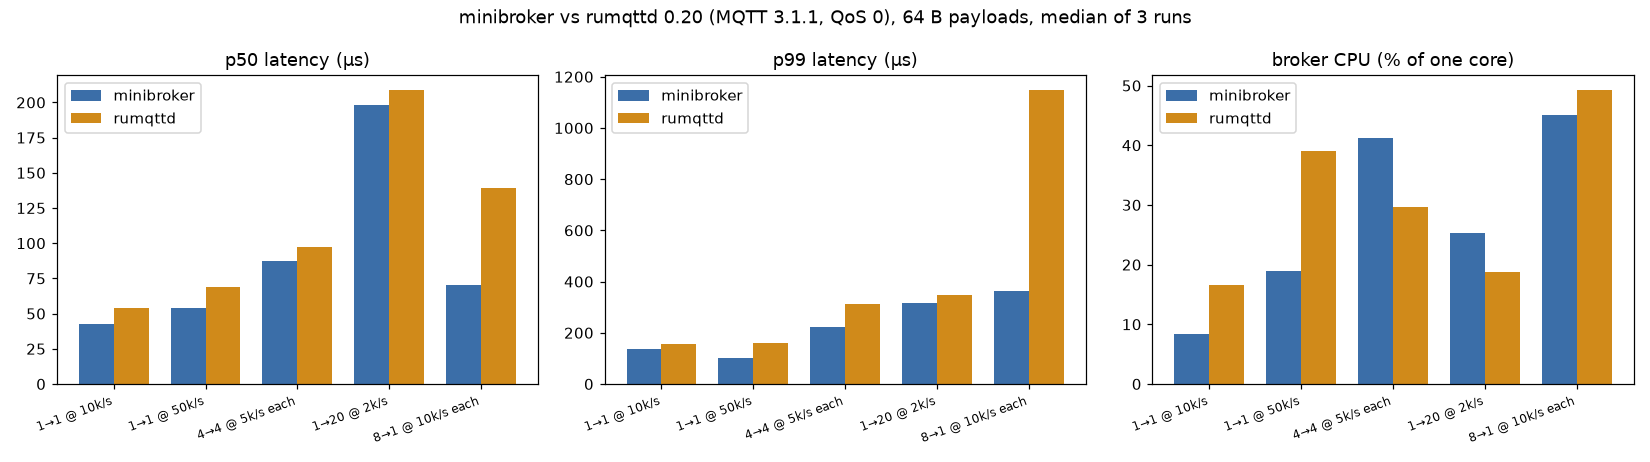 minibroker vs rumqttd 0.20 (MQTT 3.1.1, QoS 0), 64 B payloads, median of 3 runs
p50 latency (µs)
minibroker
rumqttd
200
175
150
125
100
75
50
25
0
1→1 @ 10k/s
1→1 @ 50k/s
4→4 @ 5k/s each
1→20 @ 2k/s
8→1 @ 10k/s each
p99 latency (µs)
minibroker
rumqttd
1200
1000
800
600
400
200
0
1→1 @ 10k/s
1→1 @ 50k/s
4→4 @ 5k/s each
1→20 @ 2k/s
8→1 @ 10k/s each
broker CPU (% of one core)
minibroker
rumqttd
50
40
30
20
10
0
1→1 @ 10k/s
1→1 @ 50k/s
4→4 @ 5k/s each
1→20 @ 2k/s
8→1 @ 10k/s each